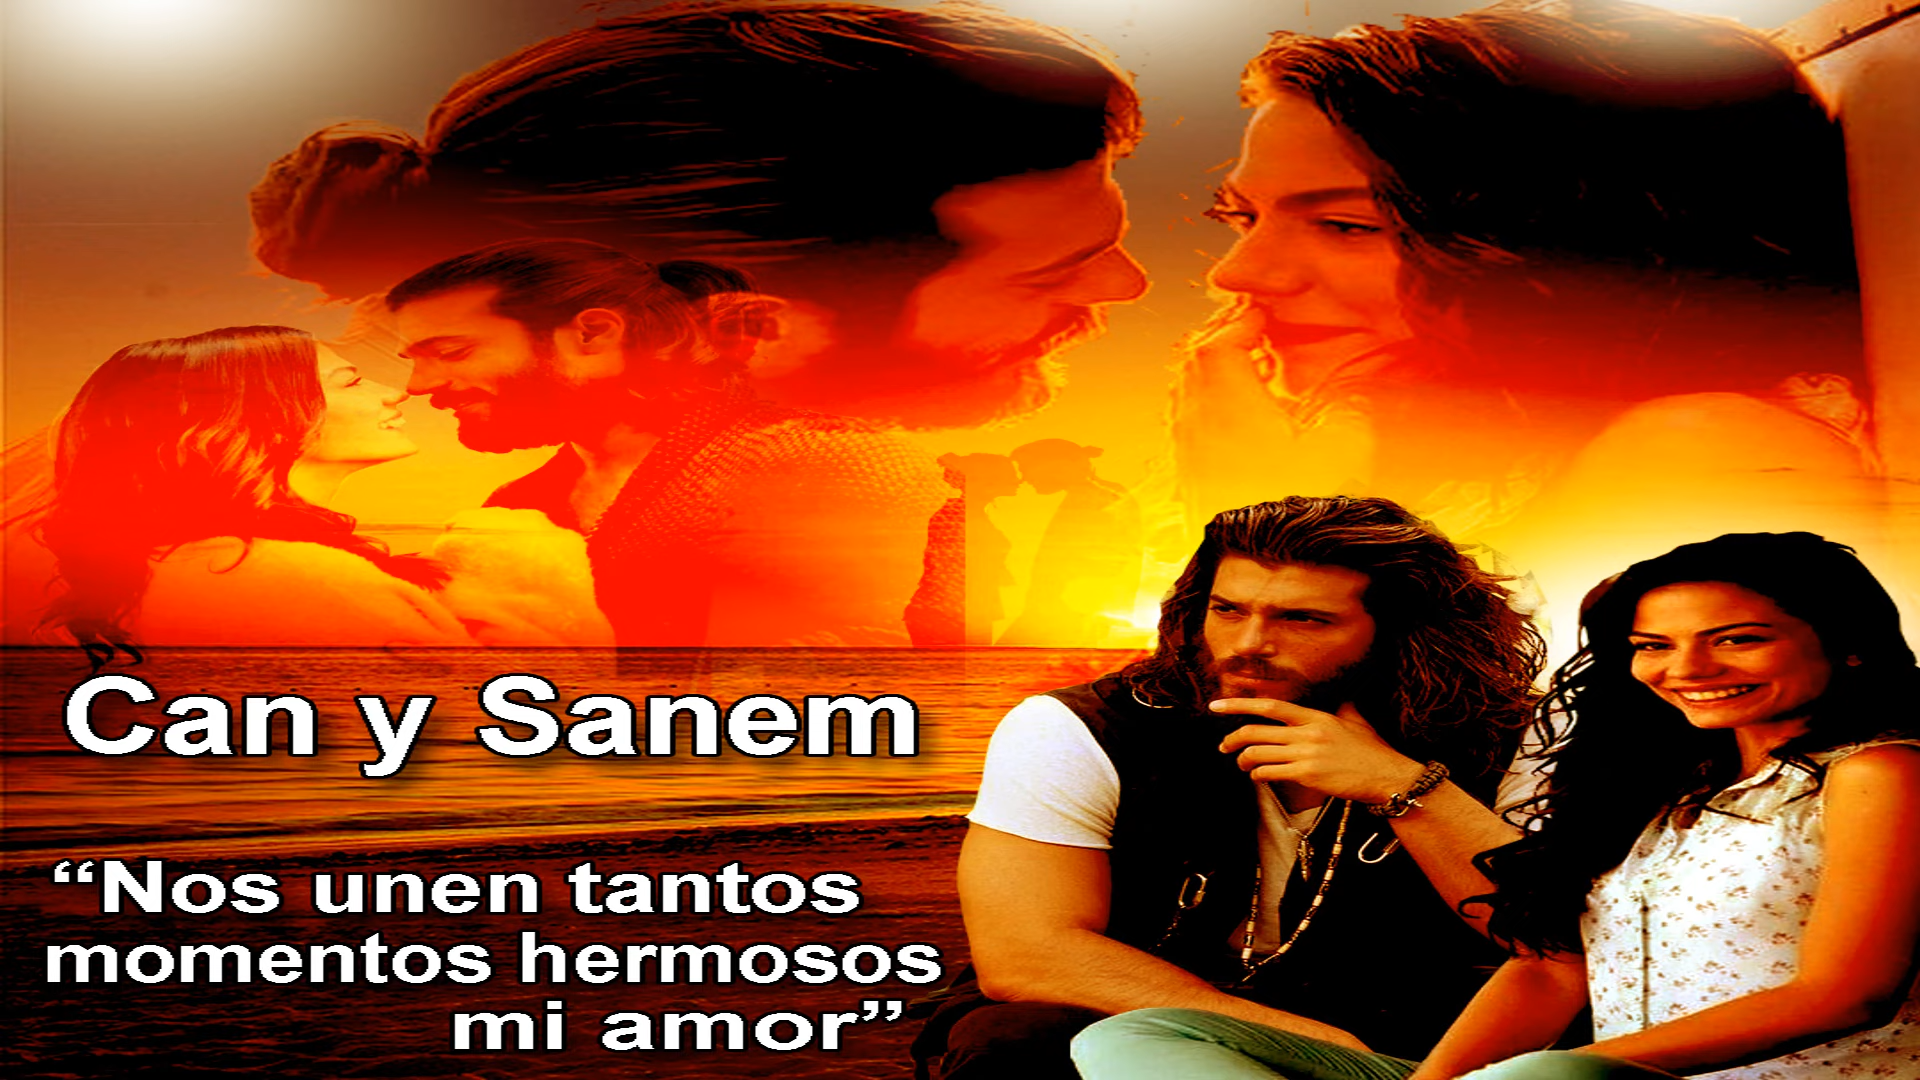 Can y Sanem
“Nos unen tantos
momentos hermosos
mi amor”